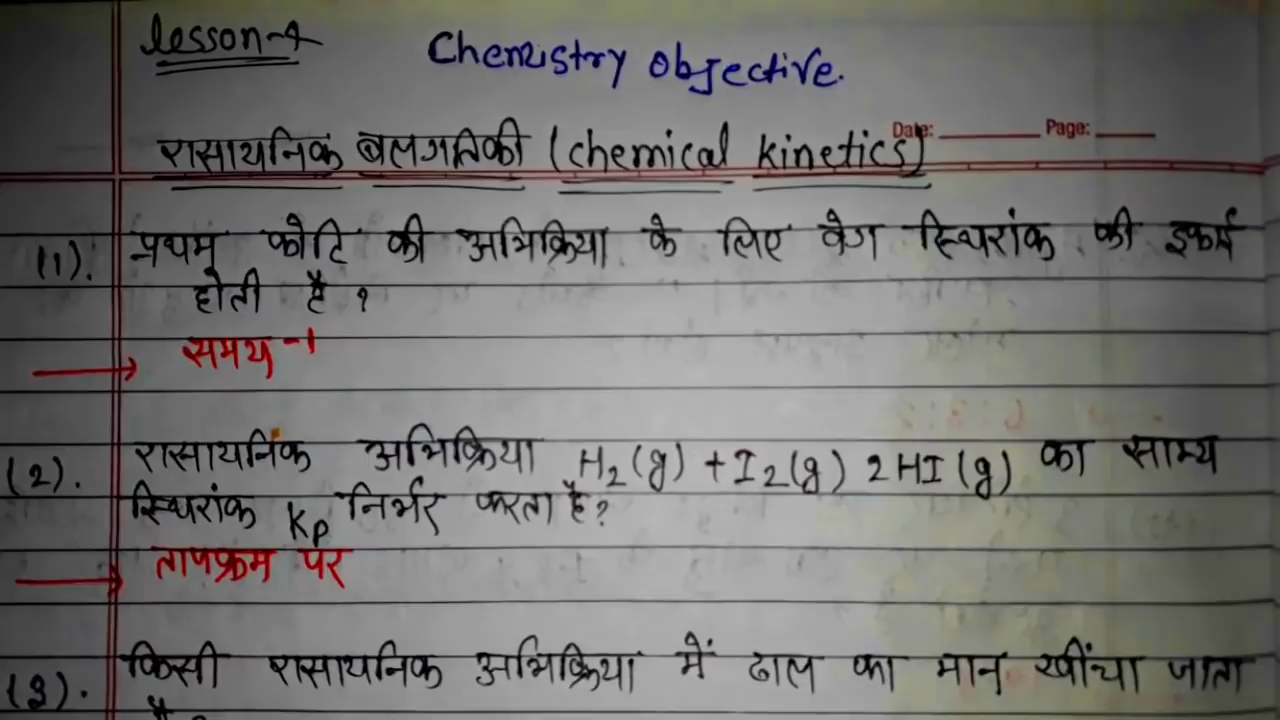 lesson-4
Chemistry objective.
Date: Page:
रासायनिक बलगतिकी (chemical kinetics)
(1). प्रथम कोटि की अभिक्रिया के लिए वेग स्थिरांक की इकाई
होती है ?
समय -1
(2). रासायनिक अभिक्रिया H₂(g) + I₂(g) 2HI(g) का साम्य
स्थिरांक Kp निर्भर करता है?
तापक्रम पर
(3). किसी रासायनिक अभिक्रिया में ढाल का मान खींचा जाता